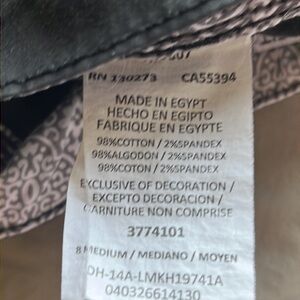 RN 130273 CA55394
MADE IN EGYPT
HECHO EN EGIPTO
FABRIQUE EN EGYPTE
98%COTTON / 2%SPANDEX
98%ALGODON / 2%SPANDEX
98%COTON / 2%SPANDEX
EXCLUSIVE OF DECORATION /
EXCEPTO DECORACION /
GARNITURE NON COMPRISE
3774101
8 MEDIUM / MEDIANO / MOYEN
OH-14A-LMKH19741A
040326614130